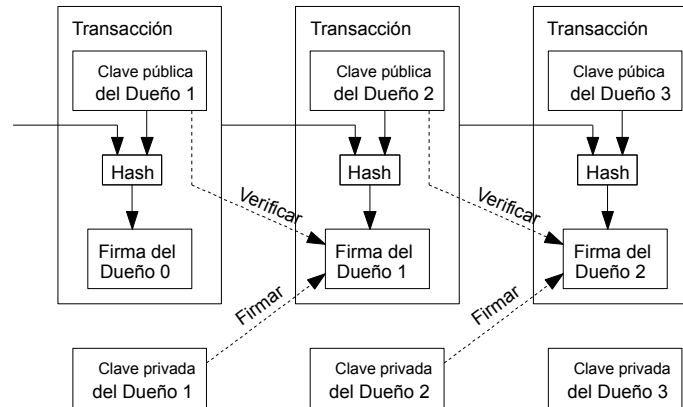 Transacción
Transacción
Transacción
Clave pública
del Dueño 1
Clave pública
del Dueño 2
Clave púbica
del Dueño 3
Hash
Hash
Hash
Verificar
Verificar
Firma del
Dueño 0
Firma del
Dueño 1
Firma del
Dueño 2
Firmar
Firmar
Clave privada
del Dueño 1
Clave privada
del Dueño 2
Clave privada
del Dueño 3